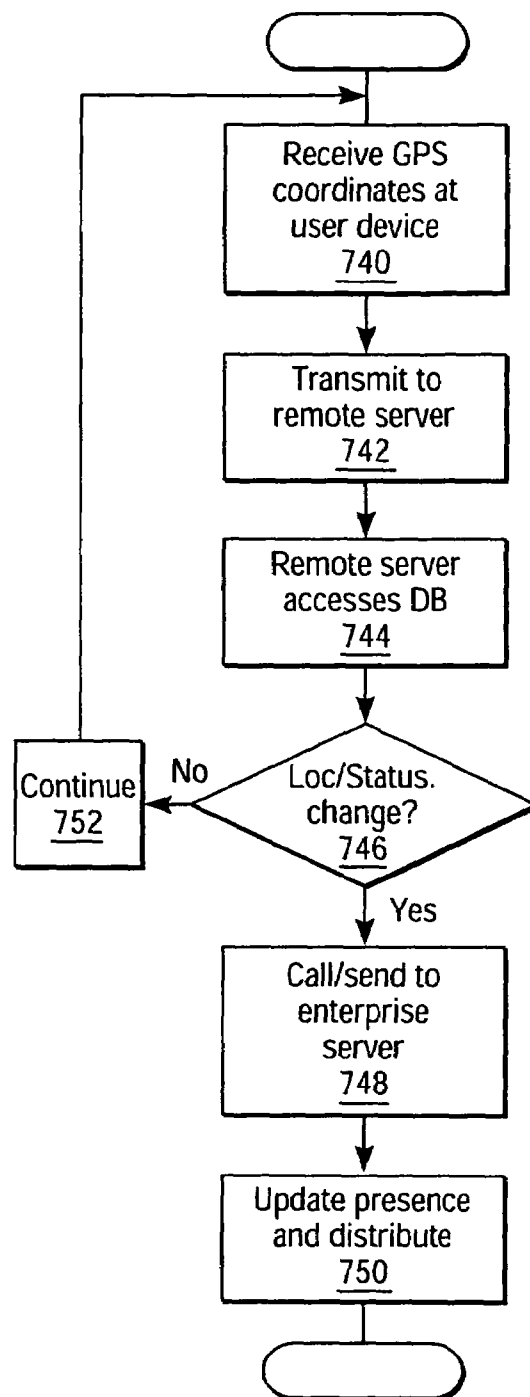 Receive GPS
coordinates at
user device
740
Transmit to
remote server
742
Remote server
accesses DB
744
Loc/Status.
change?
746
No
Continue
752
Yes
Call/send to
enterprise
server
748
Update presence
and distribute
750